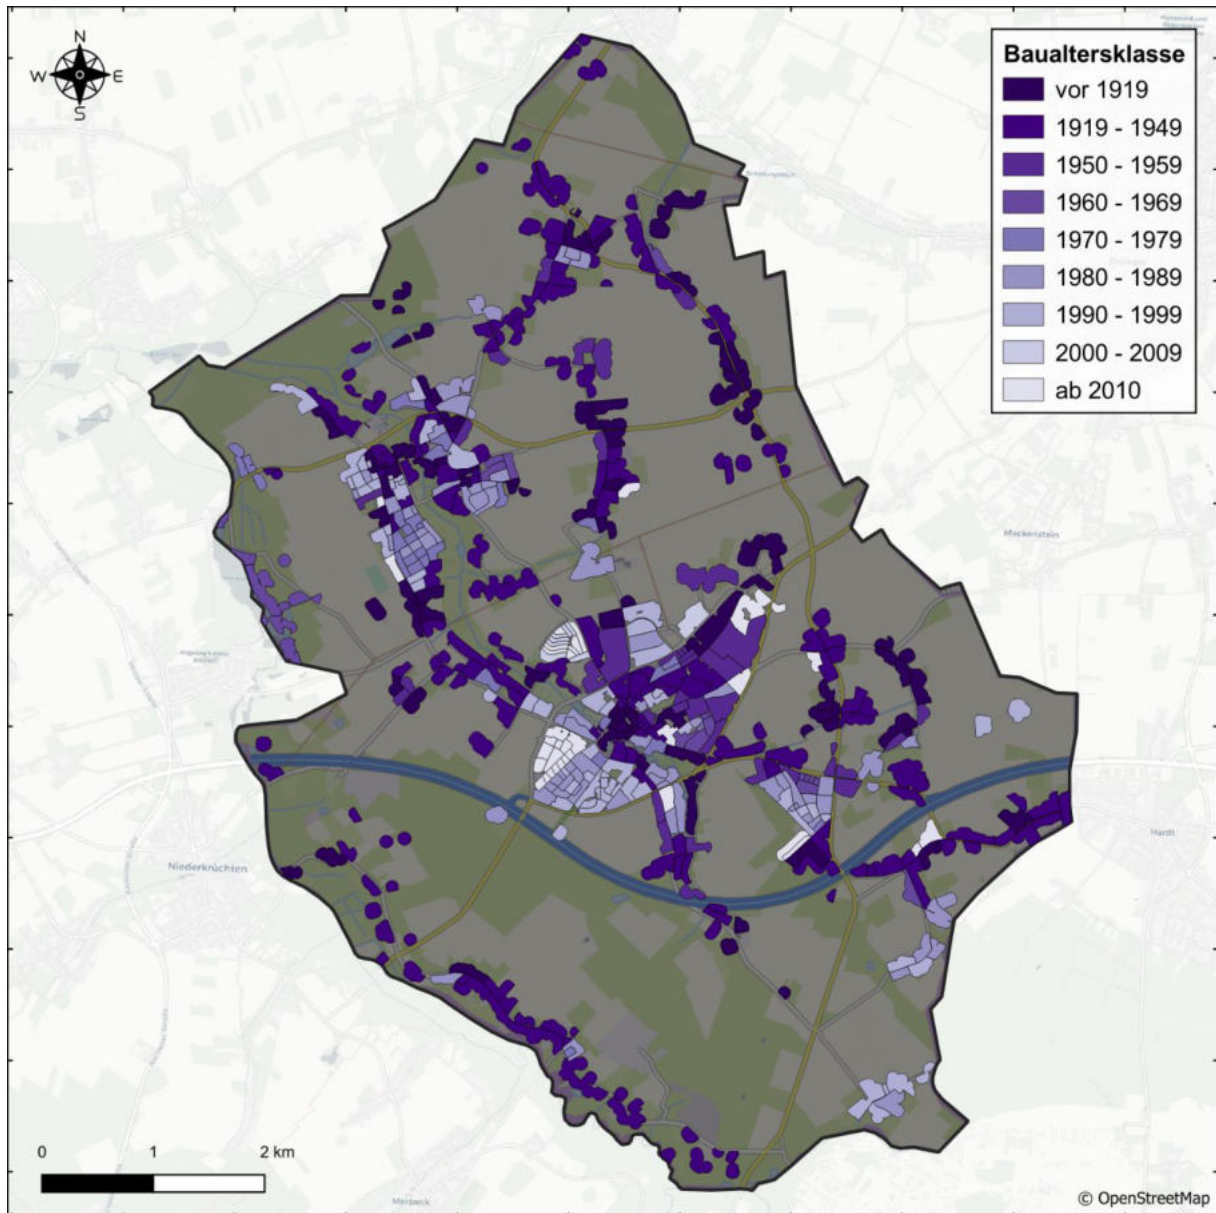 N
W E
S
Baualtersklasse
vor 1919
1919 - 1949
1950 - 1959
1960 - 1969
1970 - 1979
1980 - 1989
1990 - 1999
2000 - 2009
ab 2010
Mackenstein
Hardt
Niederkrüchten
Merbeck
0 1 2 km
© OpenStreetMap